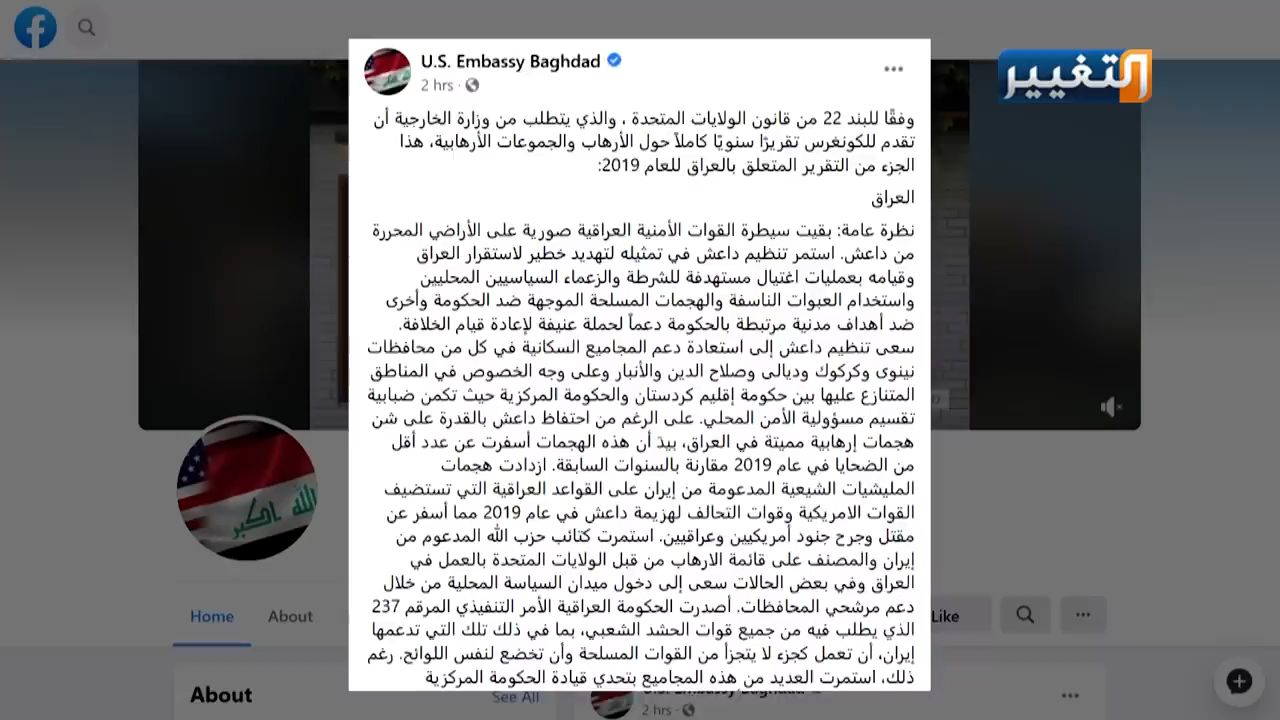 U.S. Embassy Baghdad
2 hrs ·
التغيير
وفقًا للبند 22 من قانون الولايات المتحدة ، والذي يتطلب من وزارة الخارجية أن
تقدم للكونغرس تقريرًا سنويًا كاملاً حول الأرهاب والجموعات الأرهابية، هذا
الجزء من التقرير المتعلق بالعراق للعام 2019:
العراق
نظرة عامة: بقيت سيطرة القوات الأمنية العراقية صورية على الأراضي المحررة
من داعش. استمر تنظيم داعش في تمثيله لتهديد خطير لاستقرار العراق
وقيامه بعمليات اغتيال مستهدفة للشرطة والزعماء السياسيين المحليين
واستخدام العبوات الناسفة والهجمات المسلحة الموجهة ضد الحكومة وأخرى
ضد أهداف مدنية مرتبطة بالحكومة دعماً لحملة عنيفة لإعادة قيام الخلافة.
سعى تنظيم داعش إلى استعادة دعم المجاميع السكانية في كل من محافظات
نينوى وكركوك وديالى وصلاح الدين والأنبار وعلى وجه الخصوص في المناطق
المتنازع عليها بين حكومة إقليم كردستان والحكومة المركزية حيث تكمن ضبابية
تقسيم مسؤولية الأمن المحلي. على الرغم من احتفاظ داعش بالقدرة على شن
هجمات إرهابية مميتة في العراق، بيدَ أن هذه الهجمات أسفرت عن عدد أقل
من الضحايا في عام 2019 مقارنة بالسنوات السابقة. ازدادت هجمات
المليشيات الشيعية المدعومة من إيران على القواعد العراقية التي تستضيف
القوات الامريكية وقوات التحالف لهزيمة داعش في عام 2019 مما أسفر عن
مقتل وجرح جنود أمريكيين وعراقيين. استمرت كتائب حزب الله المدعوم من
إيران والمصنف على قائمة الارهاب من قبل الولايات المتحدة بالعمل في
العراق وفي بعض الحالات سعى إلى دخول ميدان السياسة المحلية من خلال
دعم مرشحي المحافظات. أصدرت الحكومة العراقية الأمر التنفيذي المرقم 237
الذي يطلب فيه من جميع قوات الحشد الشعبي، بما في ذلك تلك التي تدعمها
إيران، أن تعمل كجزء لا يتجزأ من القوات المسلحة وأن تخضع لنفس اللوائح. رغم
ذلك، استمرت العديد من هذه المجاميع بتحدي قيادة الحكومة المركزية
الله اكبر
Home About
Like
About
See All
U.S. Embassy Baghdad
2 hrs ·